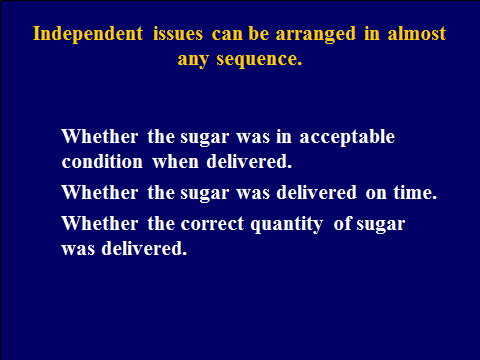 Independent issues can be arranged in almost
any sequence.
Whether the sugar was in acceptable
condition when delivered.
Whether the sugar was delivered on time.
Whether the correct quantity of sugar
was delivered.